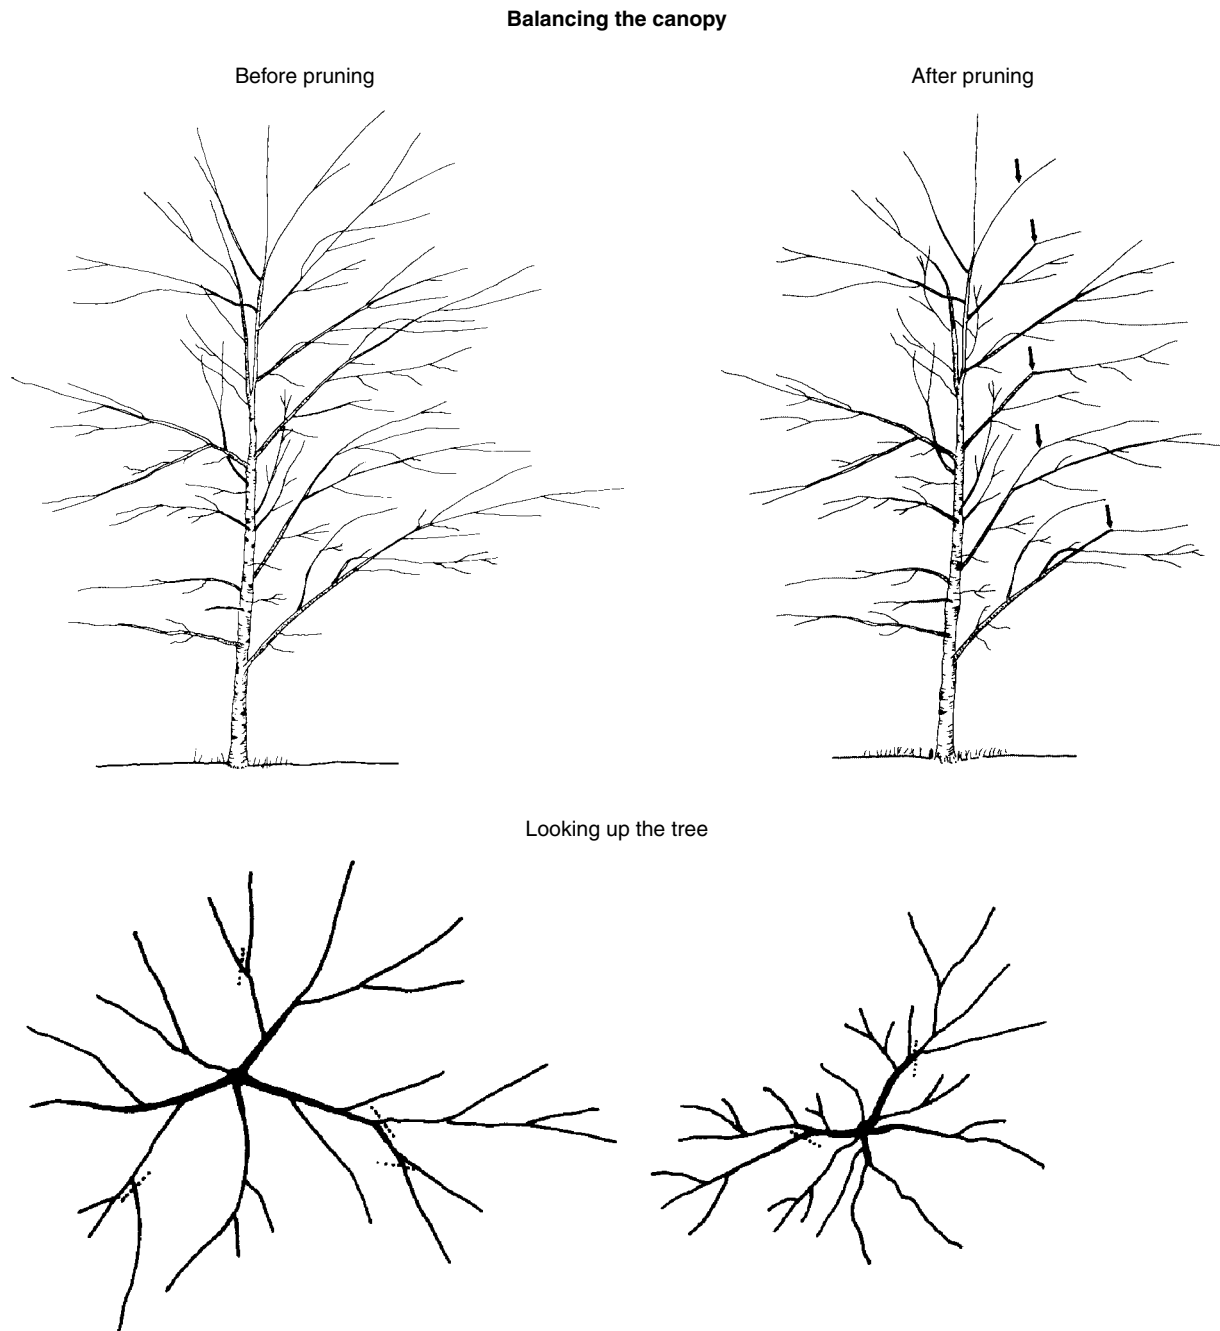 Balancing the canopy
Before pruning
After pruning
Looking up the tree